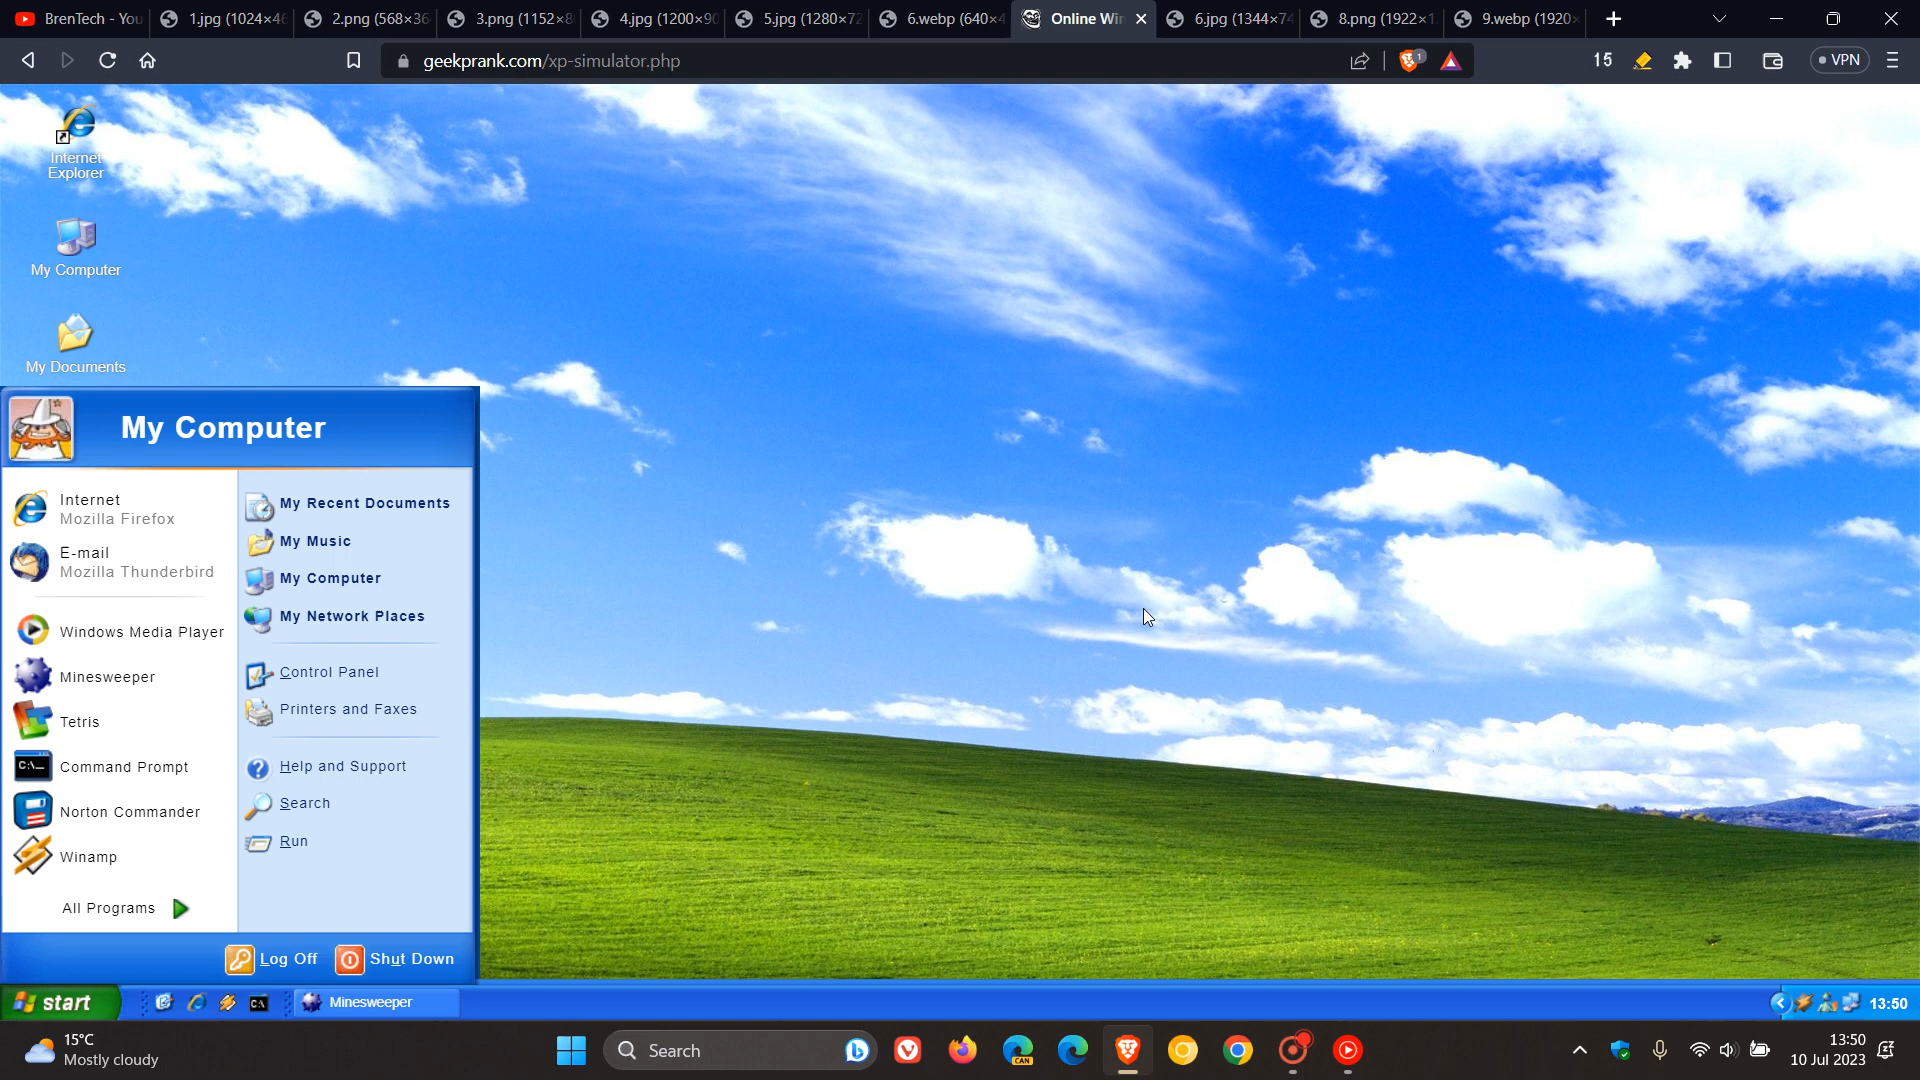 BrenTech - You
1.jpg (1024×46
2.png (568×36
3.png (1152×8
4.jpg (1200×90
5.jpg (1280×72
6.webp (640×4
Online Win
6.jpg (1344×74
8.png (1922×1
9.webp (1920×
geekprank.com/xp-simulator.php
1
15
VPN
Internet
Explorer
My Computer
My Documents
My Computer
Internet
Mozilla Firefox
E-mail
Mozilla Thunderbird
Windows Media Player
Minesweeper
Tetris
C:\_
Command Prompt
Norton Commander
Winamp
All Programs
My Recent Documents
My Music
My Computer
My Network Places
Control Panel
Printers and Faxes
Help and Support
Search
Run
Log Off
Shut Down
start
C:\
Minesweeper
13:50
15°C
Mostly cloudy
Search
CAN
13:50
10 Jul 2023